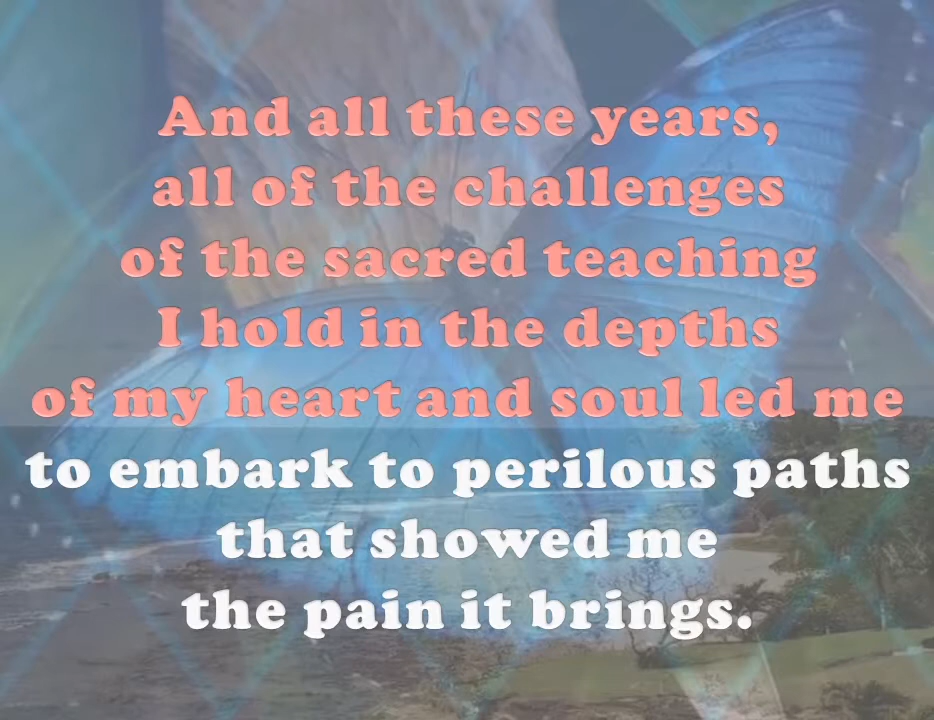 And all these years,
all of the challenges
of the sacred teaching
I hold in the depths
of my heart and soul led me
to embark to perilous paths
that showed me
the pain it brings.